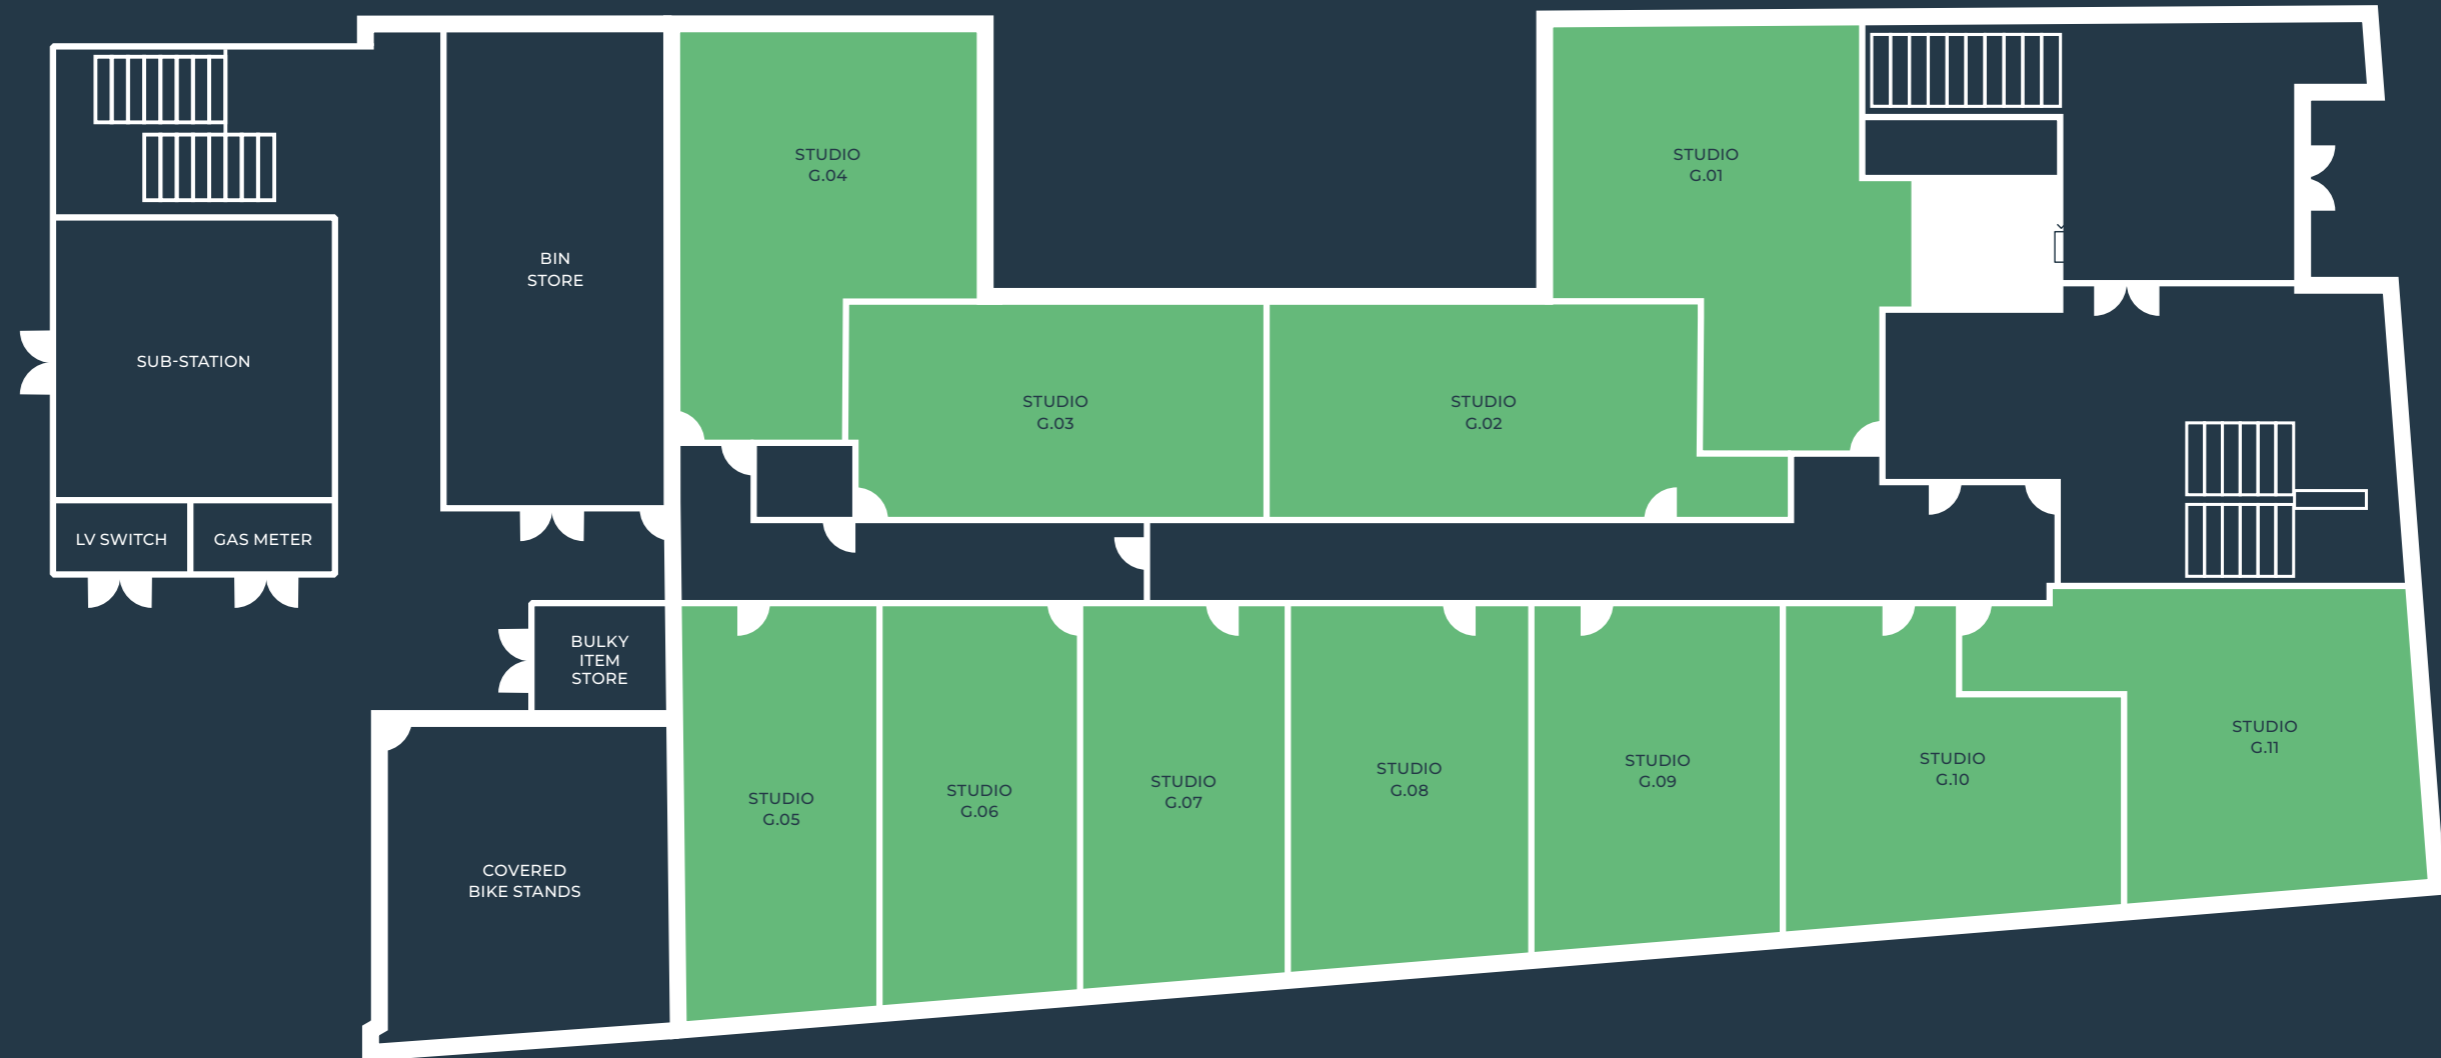 STUDIO
G.04
STUDIO
G.01
BIN
STORE
SUB-STATION
STUDIO
G.03
STUDIO
G.02
LV SWITCH
GAS METER
BULKY
ITEM
STORE
STUDIO
G.05
STUDIO
G.06
STUDIO
G.07
STUDIO
G.08
STUDIO
G.09
STUDIO
G.10
STUDIO
G.11
COVERED
BIKE STANDS